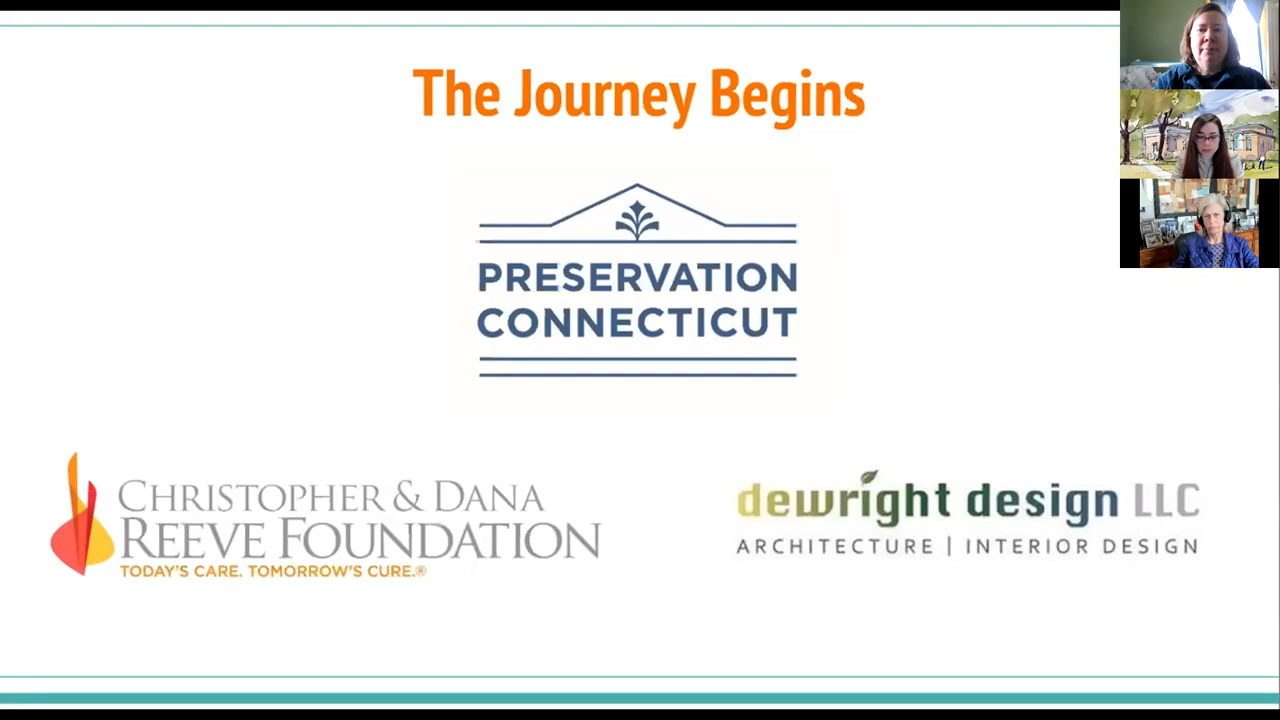 The Journey Begins
PRESERVATION
CONNECTICUT
CHRISTOPHER & DANA
REEVE FOUNDATION
TODAY'S CARE. TOMORROW'S CURE.®
dewright design LLC
ARCHITECTURE | INTERIOR DESIGN